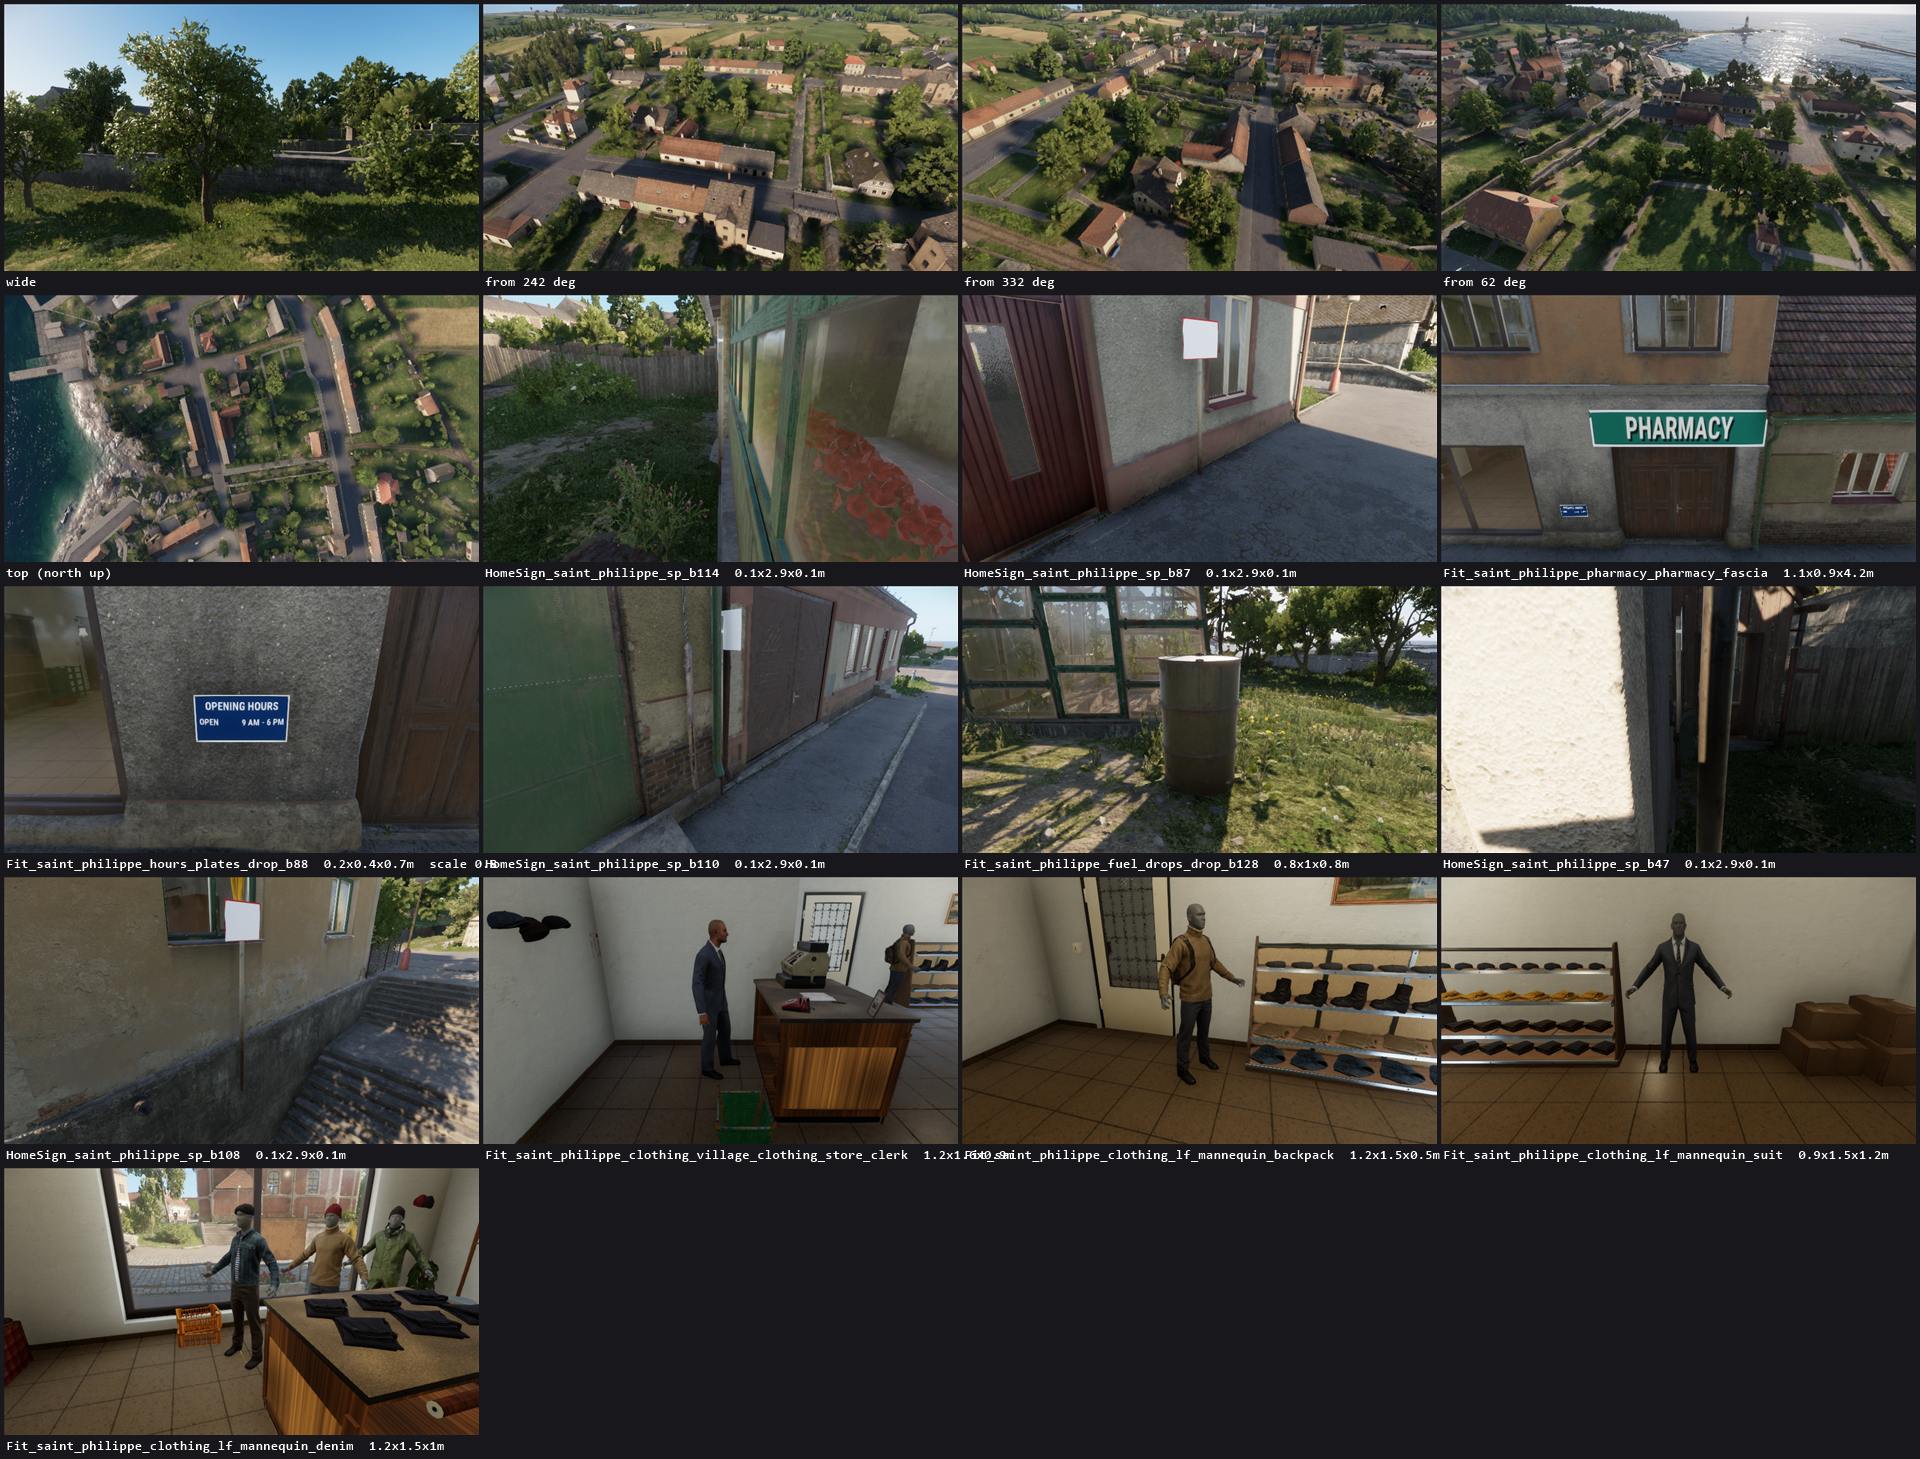 wide
from 242 deg
from 332 deg
from 62 deg
PHARMACY
top (north up)
HomeSign_saint_philippe_sp_b114 0.1x2.9x0.1m
HomeSign_saint_philippe_sp_b87 0.1x2.9x0.1m
Fit_saint_philippe_pharmacy_pharmacy_fascia 1.1x0.9x4.2m
OPENING HOURS
OPEN 9 AM - 6 PM
Fit_saint_philippe_hours_plates_drop_b88 0.2x0.4x0.7m scale
HomeSign_saint_philippe_sp_b110 0.1x2.9x0.1m
Fit_saint_philippe_fuel_drops_drop_b128 0.8x1x0.8m
HomeSign_saint_philippe_sp_b47 0.1x2.9x0.1m
HomeSign_saint_philippe_sp_b108 0.1x2.9x0.1m
Fit_saint_philippe_clothing_village_clothing_store_clerk
Fit_saint_philippe_clothing_lf_mannequin_backpack 1.2x1.5x0.5m
Fit_saint_philippe_clothing_lf_mannequin_suit 0.9x1.5x1.2m
Fit_saint_philippe_clothing_lf_mannequin_denim 1.2x1.5x1m